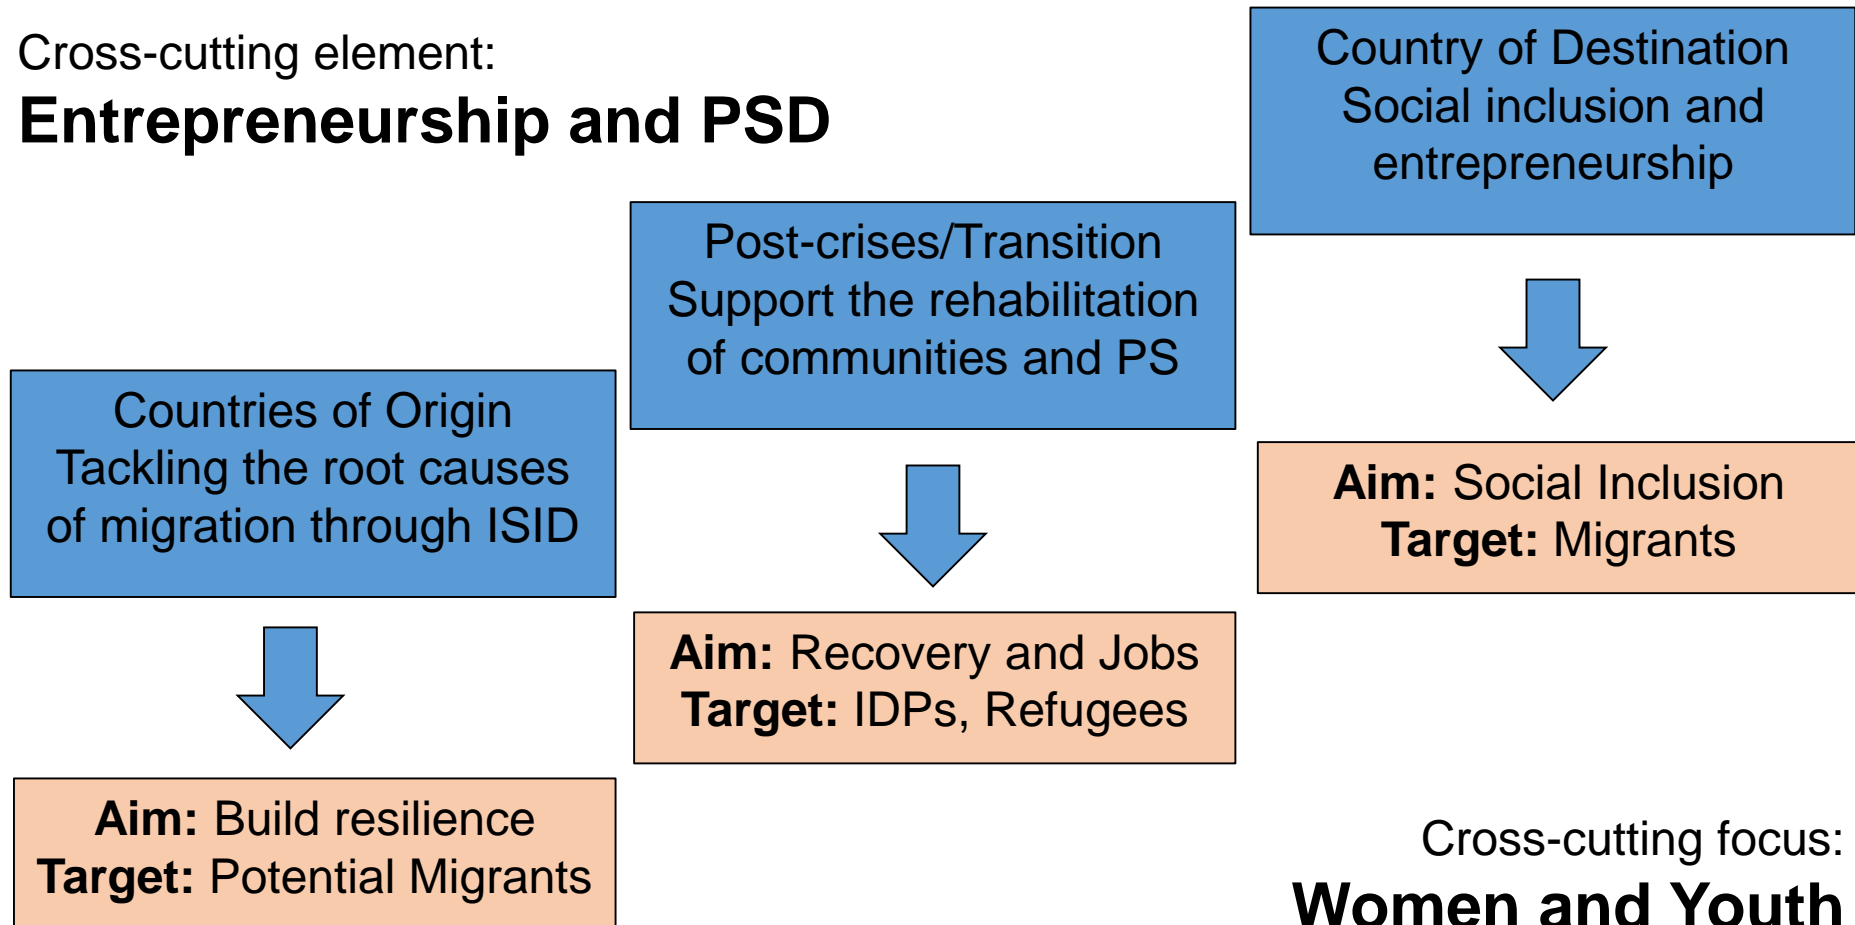 Cross-cutting element:
Entrepreneurship and PSD
Country of Destination
Social inclusion and
entrepreneurship
Post-crises/Transition
Support the rehabilitation
of communities and PS
Countries of Origin
Tackling the root causes
of migration through ISID
Aim: Social Inclusion
Target: Migrants
Aim: Recovery and Jobs
Target: IDPs, Refugees
Aim: Build resilience
Target: Potential Migrants
Cross-cutting focus:
Women and Youth